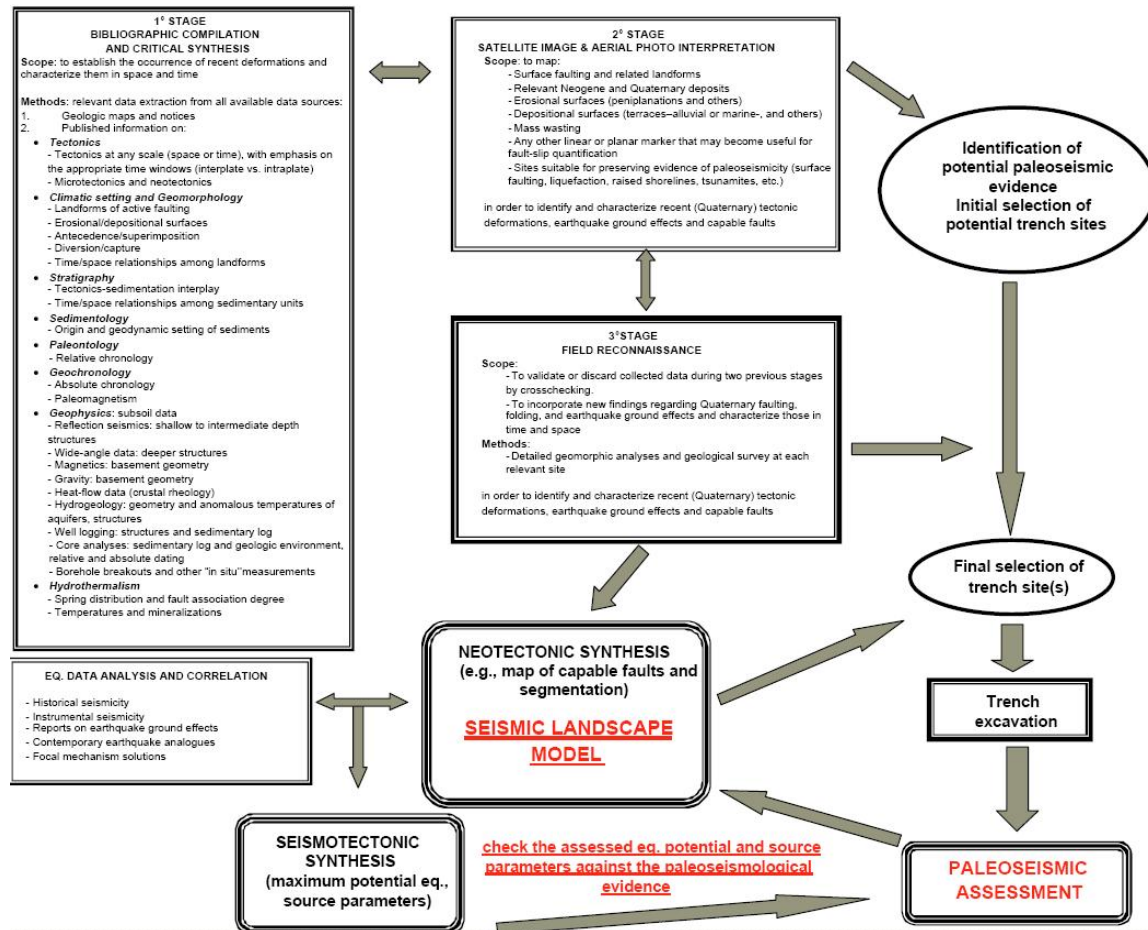 1⁰ STAGE
BIBLIOGRAPHIC COMPILATION
AND CRITICAL SYNTHESIS
Scope: to establish the occurrence of recent deformations and
characterize them in space and time
Methods: relevant data extraction from all available data sources:
1. Geologic maps and notices
2. Published information on:
• Tectonics
- Tectonics at any scale (space or time), with emphasis on
the appropriate time windows (interplate vs. intraplate)
- Microtectonics and neotectonics
• Climatic setting and Geomorphology
- Landforms of active faulting
- Erosional/depositional surfaces
- Antecedence/superimposition
- Diversion/capture
- Time/space relationships among landforms
• Stratigraphy
- Tectonics-sedimentation interplay
- Time/space relationships among sedimentary units
• Sedimentology
- Origin and geodynamic setting of sediments
• Paleontology
- Relative chronology
• Geochronology
- Absolute chronology
- Paleomagnetism
• Geophysics: subsoil data
- Reflection seismics: shallow to intermediate depth
structures
- Wide-angle data: deeper structures
- Magnetics: basement geometry
- Gravity: basement geometry
- Heat-flow data (crustal rheology)
- Hydrogeology: geometry and anomalous temperatures of
aquifers, structures
- Well logging: structures and sedimentary log
- Core analyses: sedimentary log and geologic environment,
relative and absolute dating
- Borehole breakouts and other "in situ" measurements
• Hydrothermalism
- Spring distribution and fault association degree
- Temperatures and mineralizations
2⁰ STAGE
SATELLITE IMAGE & AERIAL PHOTO INTERPRETATION
Scope: to map:
- Surface faulting and related landforms
- Relevant Neogene and Quaternary deposits
- Erosional surfaces (peniplanations and others)
- Depositional surfaces (terraces–alluvial or marine-, and others)
- Mass wasting
- Any other linear or planar marker that may become useful for
fault-slip quantification
- Sites suitable for preserving evidence of paleoseismicity (surface
faulting, liquefaction, raised shorelines, tsunamites, etc.)
in order to identify and characterize recent (Quaternary) tectonic
deformations, earthquake ground effects and capable faults
Identification of
potential paleoseismic
evidence
Initial selection of
potential trench sites
3⁰STAGE
FIELD RECONNAISSANCE
Scope:
- To validate or discard collected data during two previous stages
by crosschecking.
- To incorporate new findings regarding Quaternary faulting,
folding, and earthquake ground effects and characterize those in
time and space
Methods:
- Detailed geomorphic analyses and geological survey at each
relevant site
in order to identify and characterize recent (Quaternary) tectonic
deformations, earthquake ground effects and capable faults
Final selection of
trench site(s)
Trench
excavation
EQ. DATA ANALYSIS AND CORRELATION
- Historical seismicity
- Instrumental seismicity
- Reports on earthquake ground effects
- Contemporary earthquake analogues
- Focal mechanism solutions
NEOTECTONIC SYNTHESIS
(e.g., map of capable faults and
segmentation)
SEISMIC LANDSCAPE
MODEL
SEISMOTECTONIC
SYNTHESIS
(maximum potential eq.,
source parameters)
check the assessed eq. potential and source
parameters against the paleoseismological
evidence
PALEOSEISMIC
ASSESSMENT